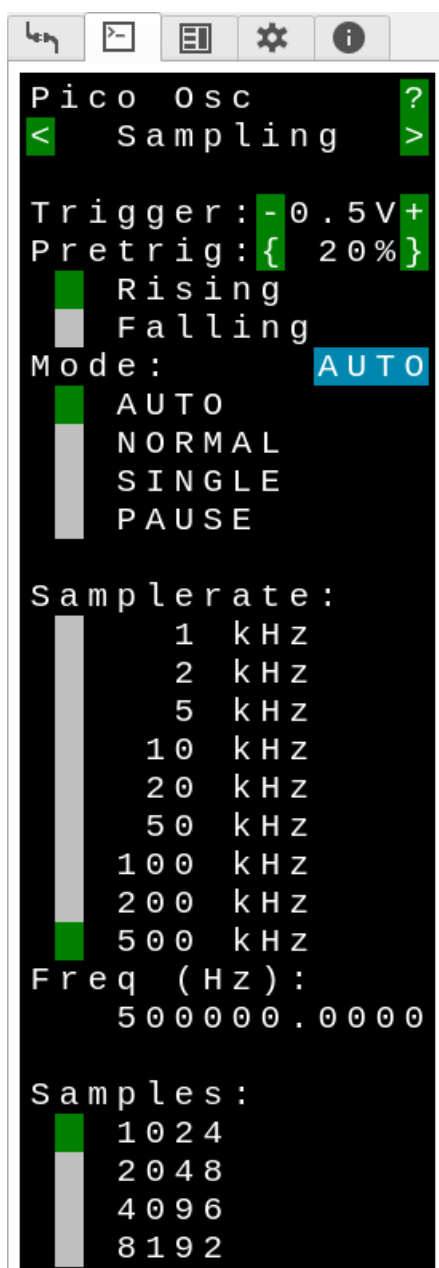 Pico Osc ?
< Sampling >
Trigger:-0.5V+
Pretrig:{ 20%}
Rising
Falling
Mode: AUTO
AUTO
NORMAL
SINGLE
PAUSE
Samplerate:
1 kHz
2 kHz
5 kHz
10 kHz
20 kHz
50 kHz
100 kHz
200 kHz
500 kHz
Freq (Hz):
500000.0000
Samples:
1024
2048
4096
8192